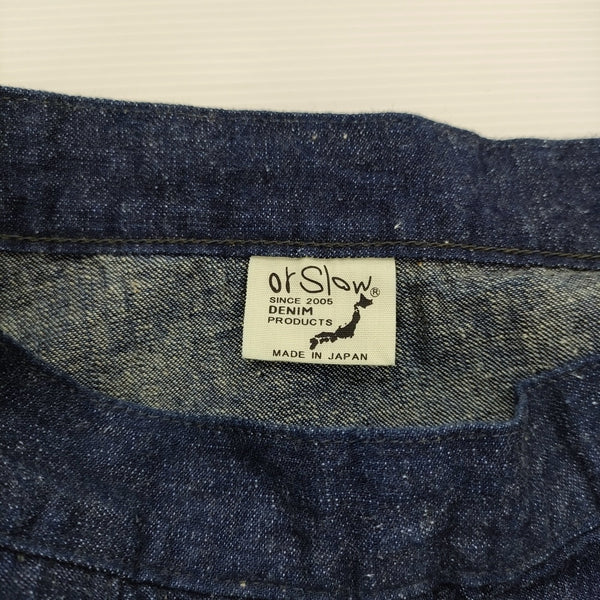 orSlow®
SINCE 2005
DENIM
PRODUCTS
MADE IN JAPAN